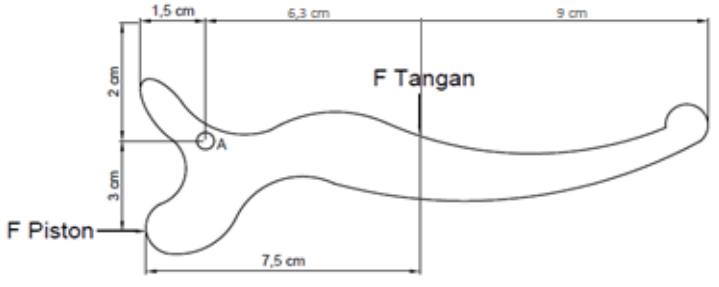 1,5 cm
6,3 cm
9 cm
2 cm
F Tangan
A
3 cm
F Piston
7,5 cm